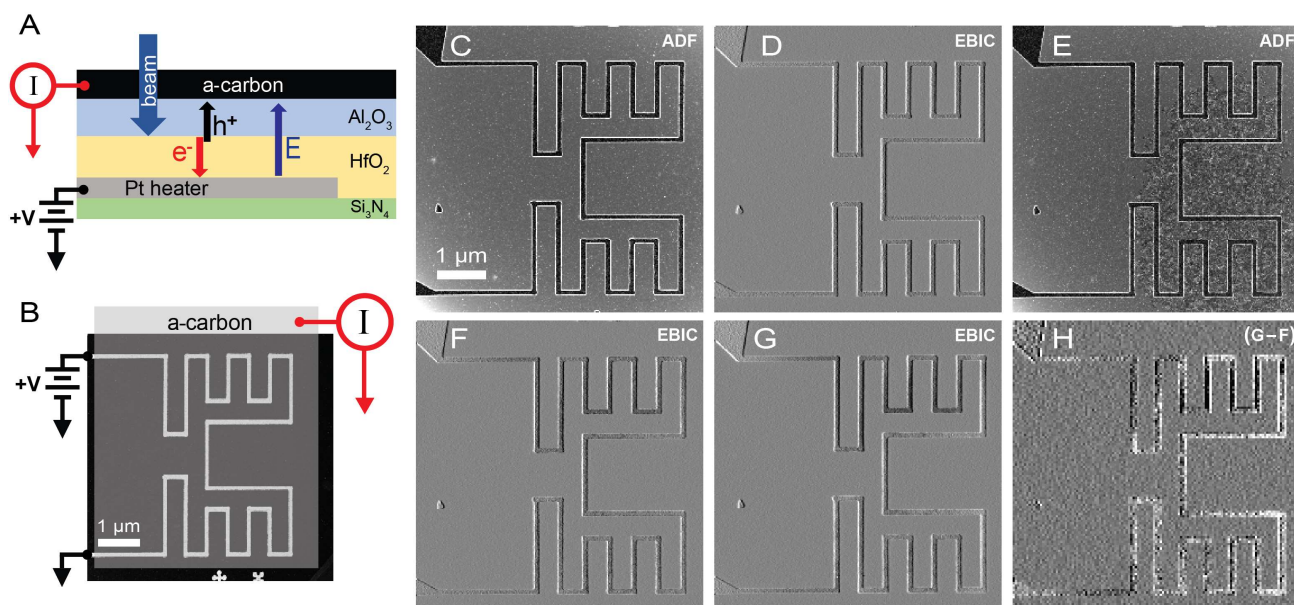 A
I
beam
a-carbon
h⁺
Al₂O₃
e⁻
E
HfO₂
Pt heater
+V
Si₃N₄
B
a-carbon
I
+V
1 μm
C
ADF
1 μm
D
EBIC
E
ADF
F
EBIC
G
EBIC
H
(G–F)